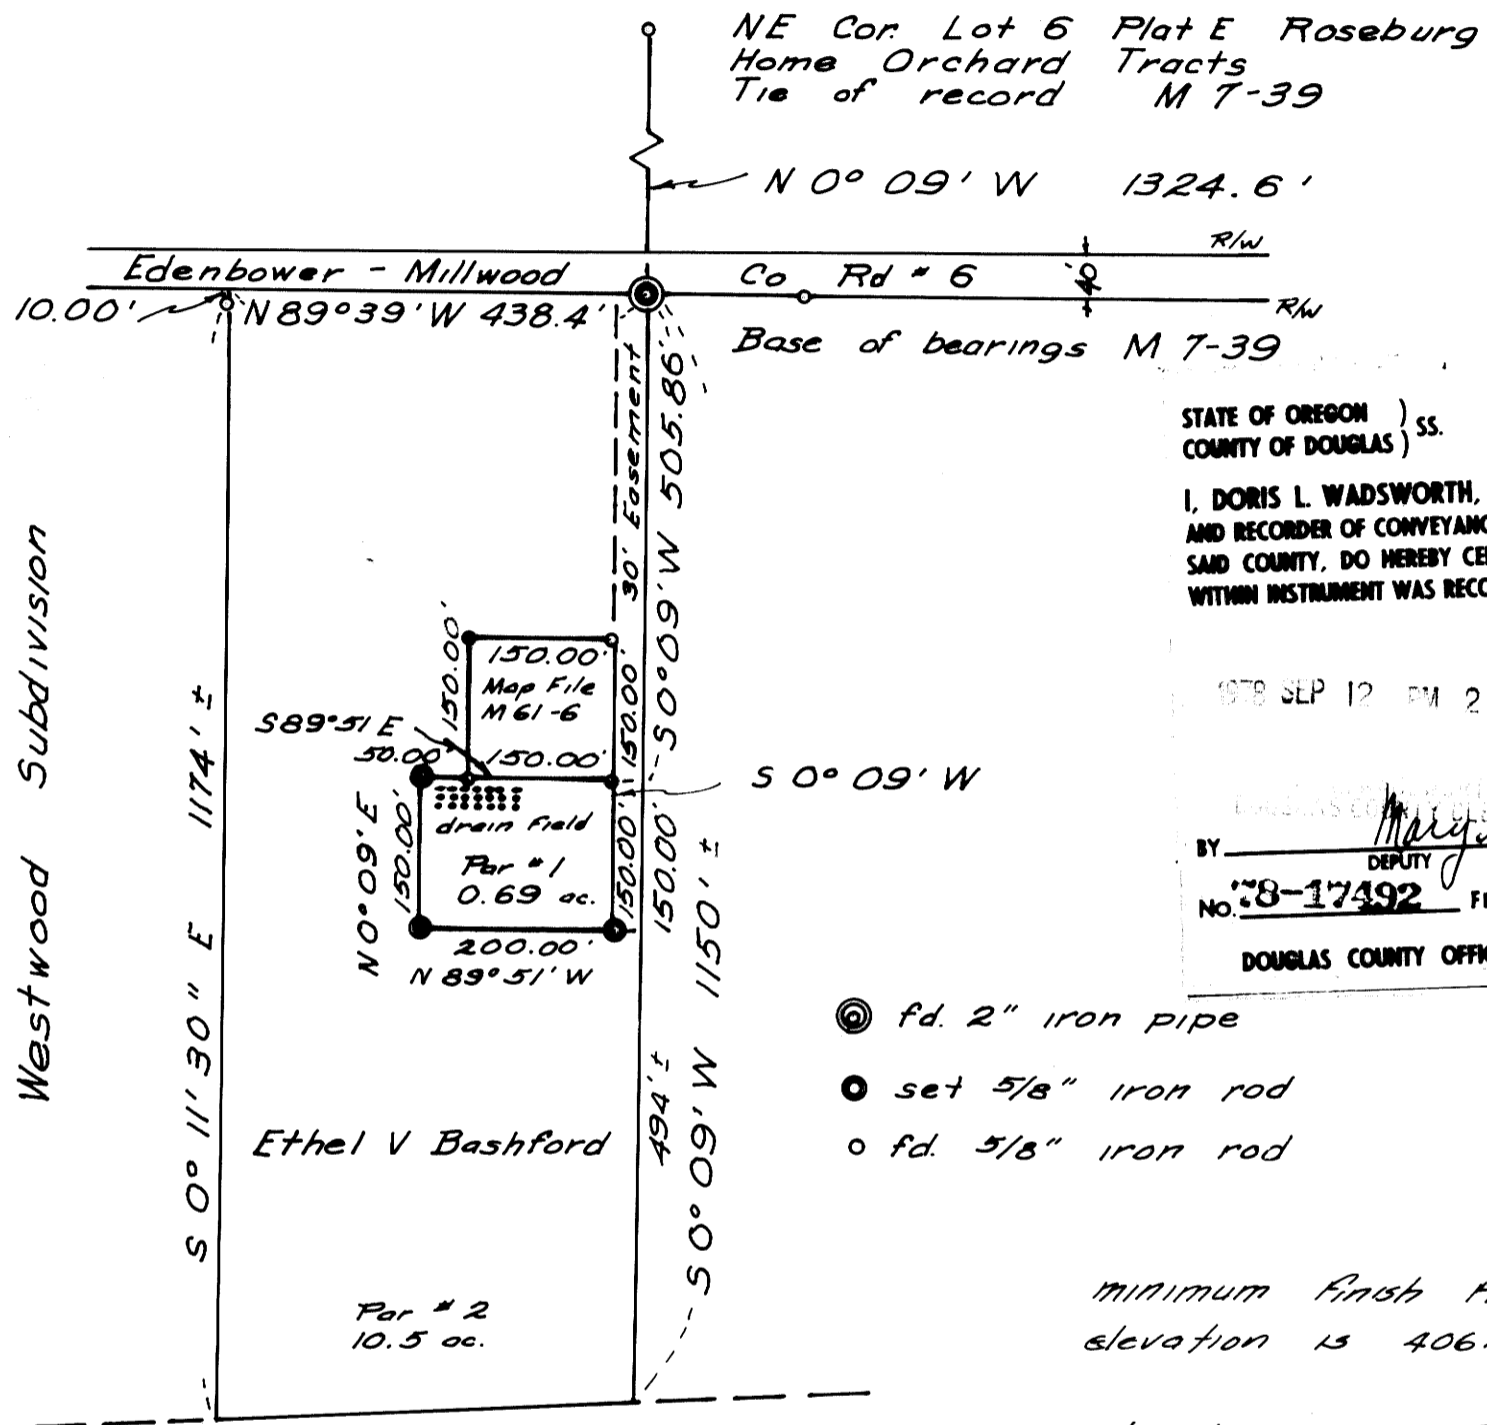 NE Cor. Lot 6 Plat E Roseburg
Home Orchard Tracts
Tie of record M 7-39
N 0° 09' W 1324.6'
R/W
Edenbower - Millwood Co Rd # 6
40'
10.00'
N 89° 39' W 438.4'
R/W
Base of bearings M 7-39
30' Easement
S 0° 09' W 505.86'
STATE OF OREGON ) SS.
COUNTY OF DOUGLAS )
I, DORIS L. WADSWORTH,
AND RECORDER OF CONVEYANC
SAID COUNTY, DO HEREBY CE
WITHIN INSTRUMENT WAS RECO
1978 SEP 12 PM 2
BY
DEPUTY
NO. 78-17492
DOUGLAS COUNTY OFFI
Westwood Subdivision
S 0° 11' 30" E 1174' ±
150.00'
150.00'
Map File
M 61-6
150.00'
S 89° 51 E
50.00'
150.00'
S 0° 09' W
drain field
N 0° 09' E
150.00'
Par # 1
0.69 ac.
150.00'
150.00'
200.00'
N 89° 51' W
S 0° 09' W 1150' ±
494' ±
fd. 2" iron pipe
set 5/8" iron rod
fd. 5/8" iron rod
Ethel V Bashford
Par # 2
10.5 ac.
minimum finish
elevation is 406.